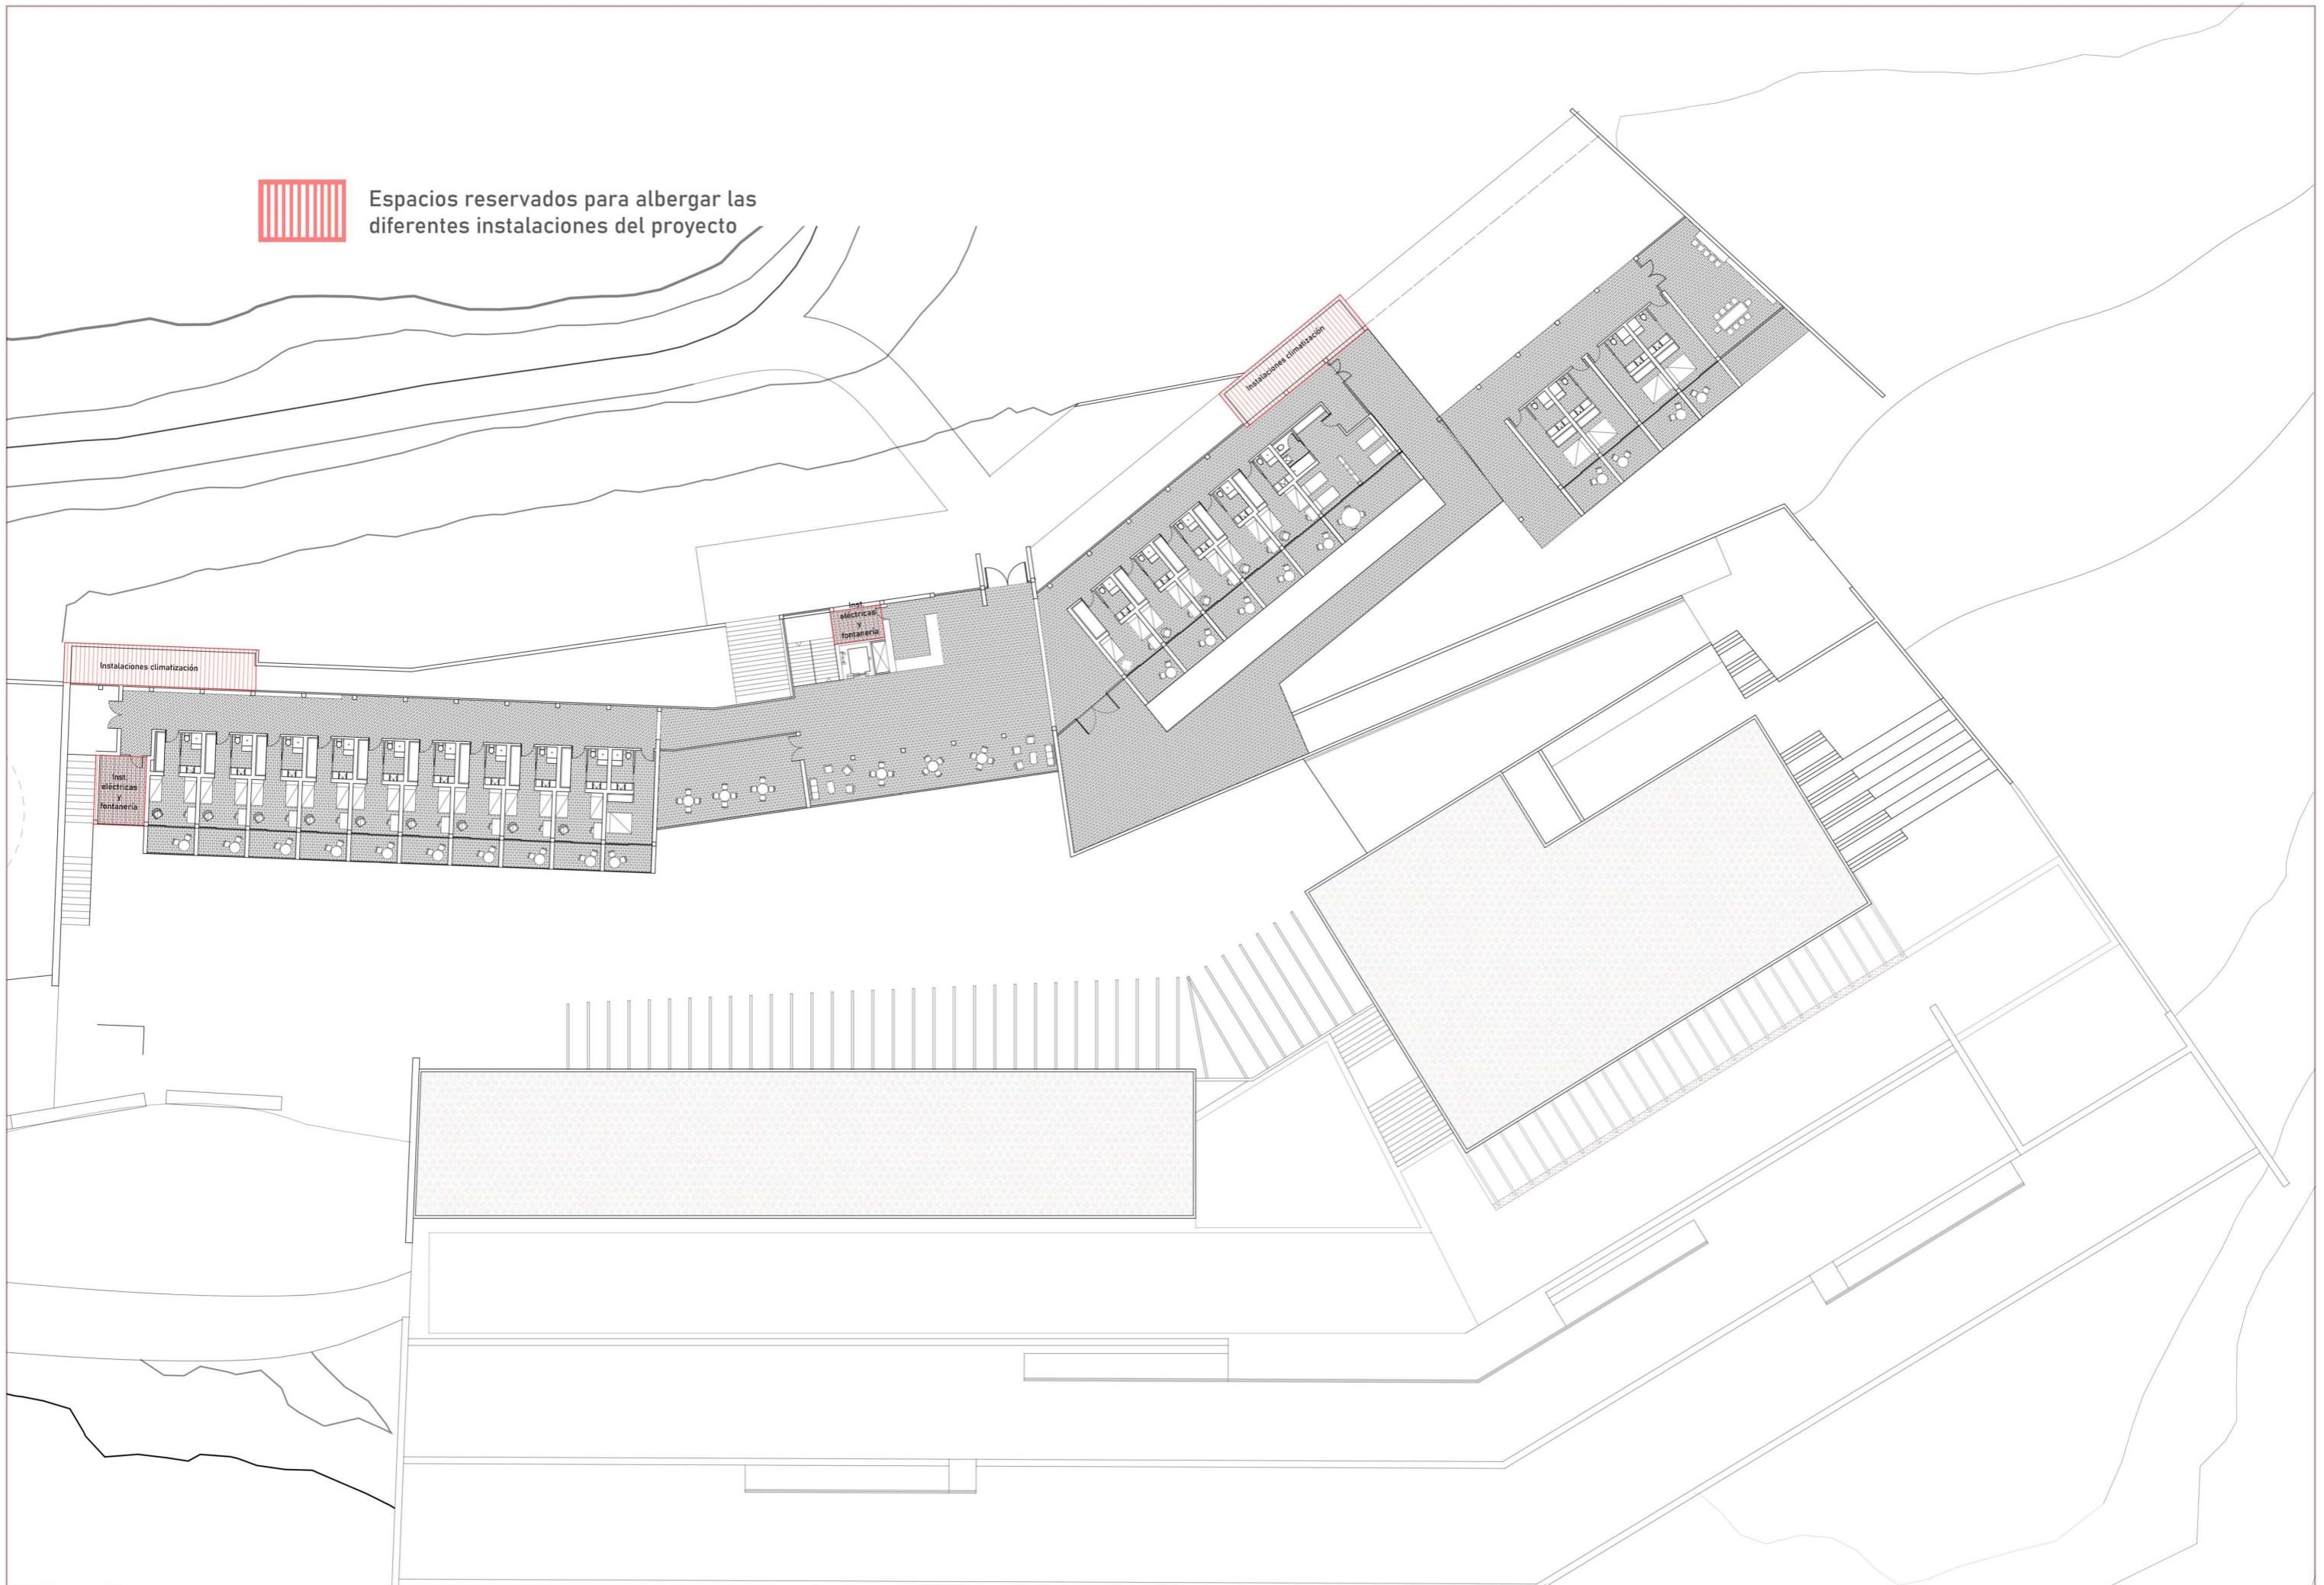 Espacios reservados para albergar las
diferentes instalaciones del proyecto
Instalaciones climatización
Inst.
eléctricas
y
fontanería
Instalaciones climatización
Inst.
eléctricas
y
fontanería